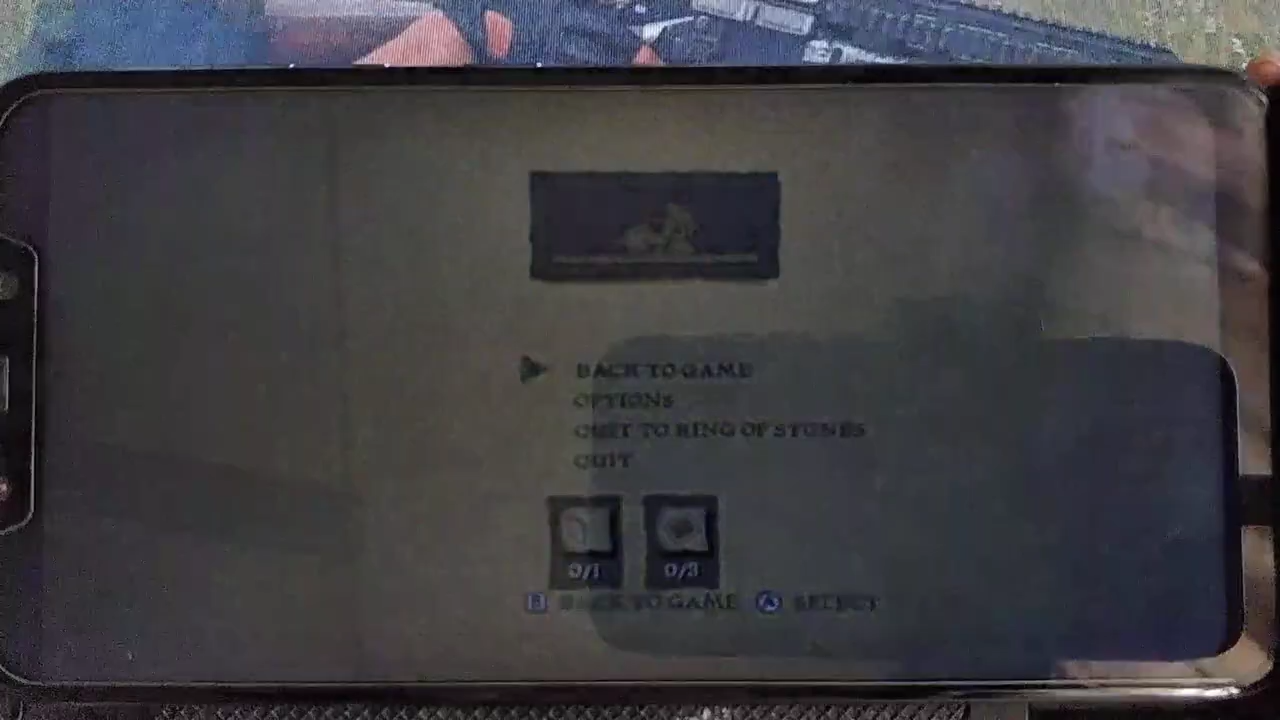 BACK TO GAME
OPTIONS
QUIT TO RING OF STONES
QUIT
0/1 0/3
B BACK TO GAME A SELECT